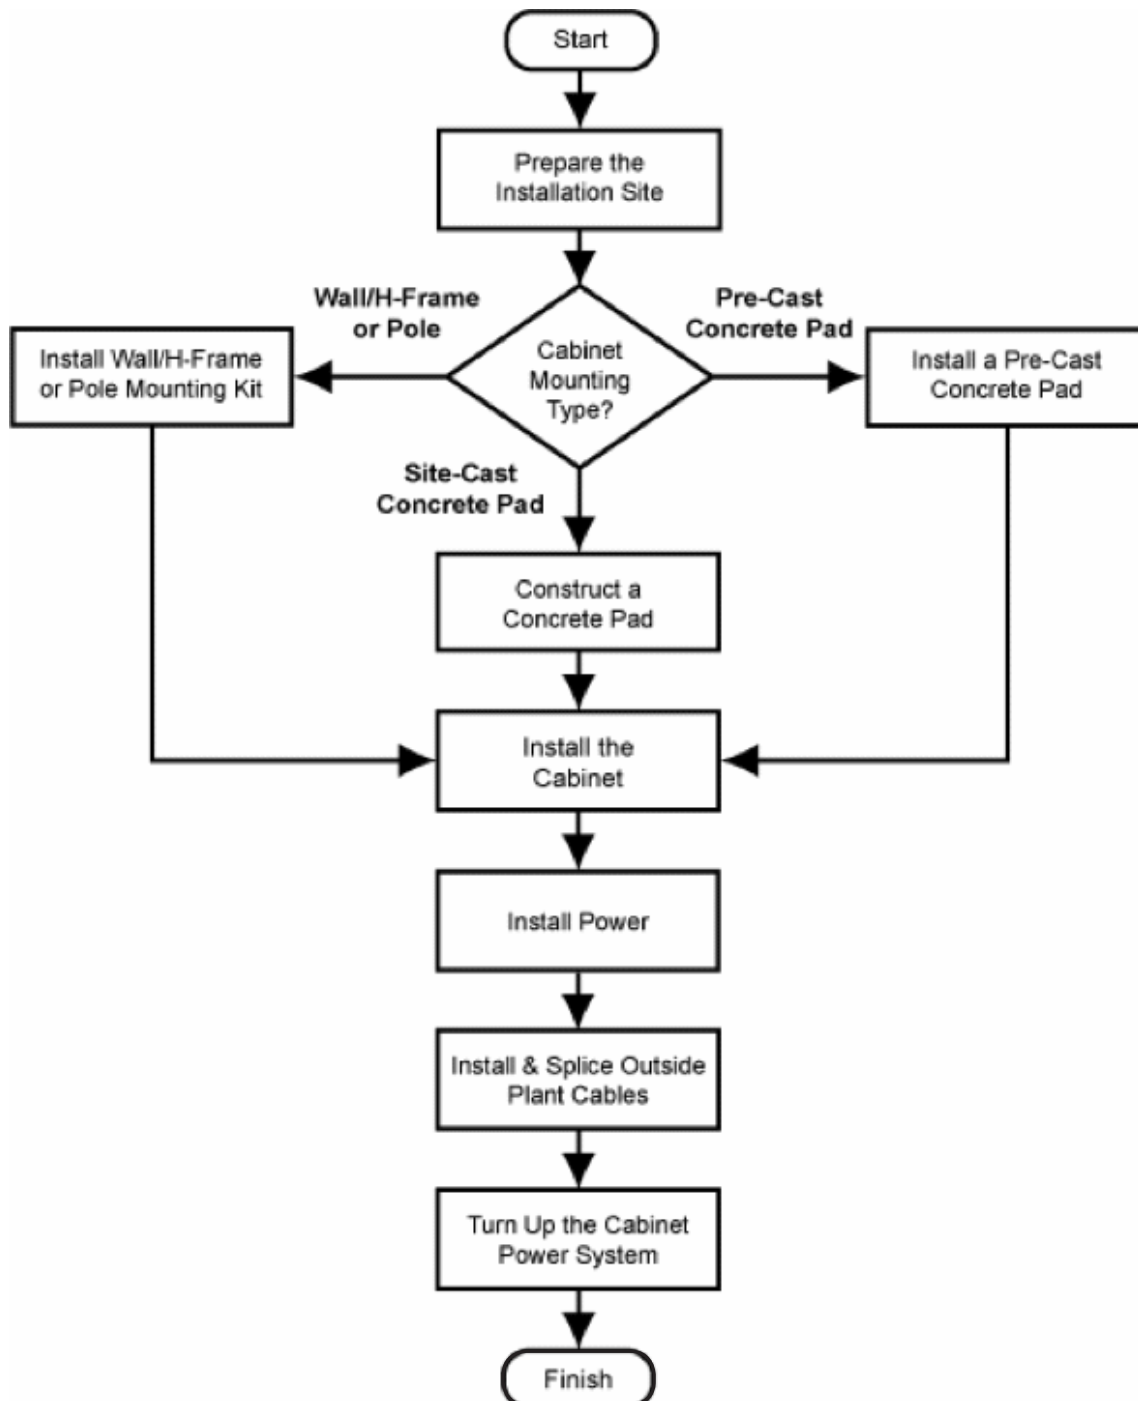 Start
Prepare the
Installation Site
Wall/H-Frame
or Pole
Pre-Cast
Concrete Pad
Install Wall/H-Frame
or Pole Mounting Kit
Cabinet
Mounting
Type?
Install a Pre-Cast
Concrete Pad
Site-Cast
Concrete Pad
Construct a
Concrete Pad
Install the
Cabinet
Install Power
Install & Splice Outside
Plant Cables
Turn Up the Cabinet
Power System
Finish